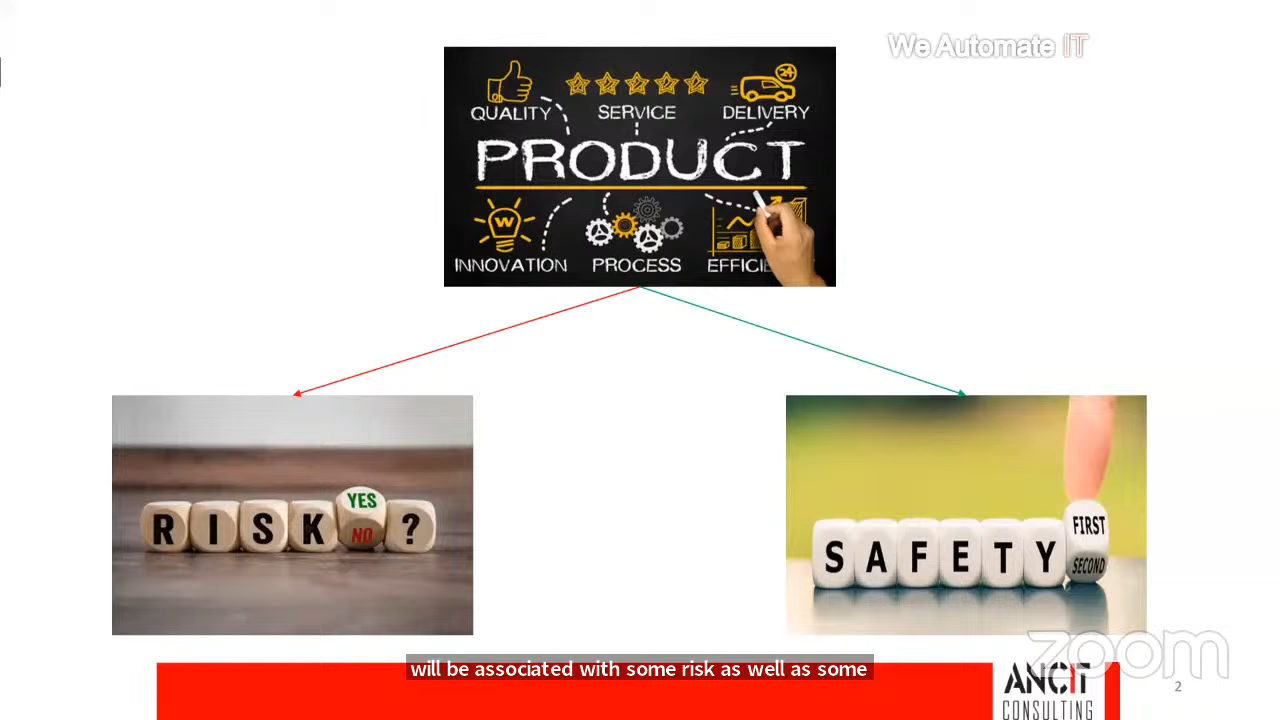 We Automate IT
QUALITY
SERVICE
24
DELIVERY
PRODUCT
W
INNOVATION
PROCESS
RISK YES ?
NO
SAFETY FIRST
SECOND
will be associated with some risk as well as some
zoom
ANCIT
CONSULTING
2